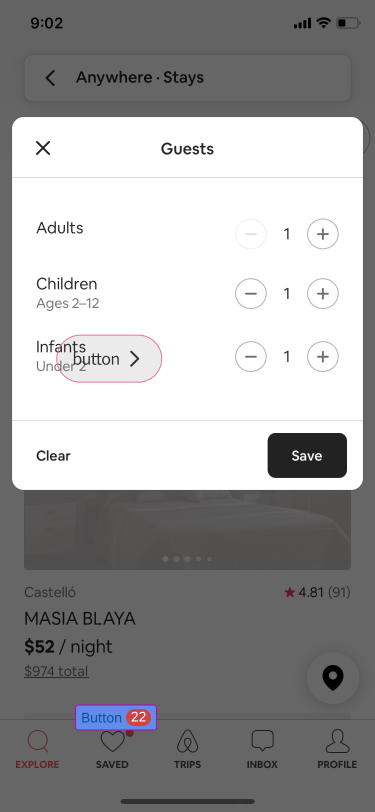 9:02
Anywhere · Stays
Guests
Adults
1
Children
Ages 2–12
1
Infants
Under 2
1
button
Clear
Save
Castelló
4.81 (91)
MASIA BLAYA
$52 / night
$974 total
Button 22
EXPLORE
SAVED
TRIPS
INBOX
PROFILE